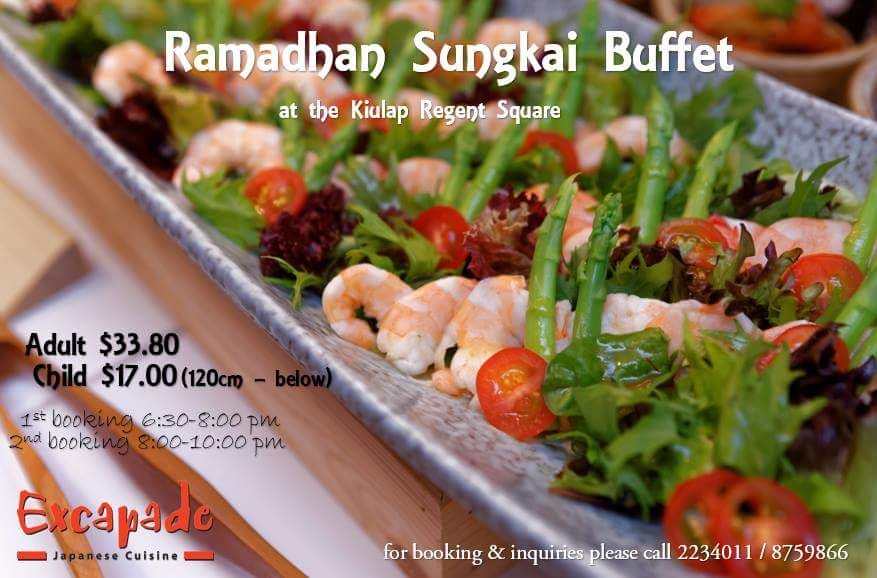 Ramadhan Sungkai Buffet
at the Kiulap Regent Square
Adult $33.80
Child $17.00 (120cm – below)
1st booking 6:30-8:00 pm
2nd booking 8:00-10:00 pm
Excapade
Japanese Cuisine
for booking & inquiries please call 2234011 / 8759866